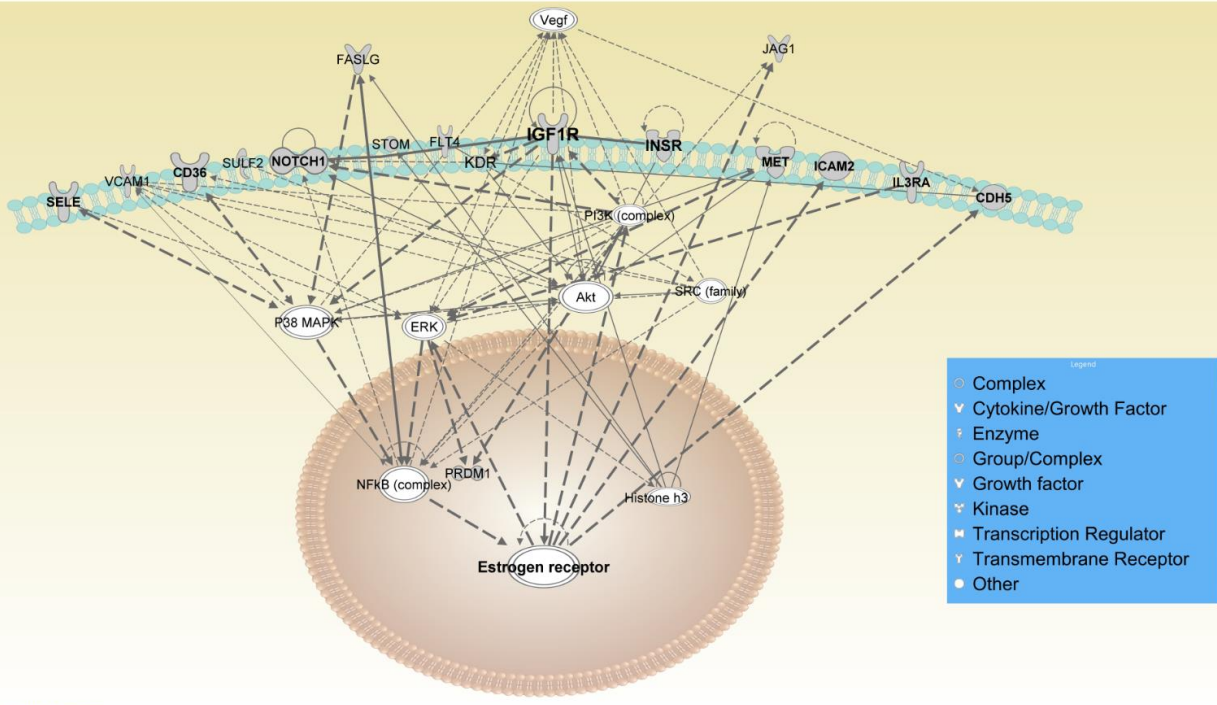 Vegf
FASLG
JAG1
IGF1R
STOM
FLT4
KDR
INSR
NOTCH1
SULF2
CD36
VCAM1
SELE
MET
ICAM2
IL3RA
CDH5
PI3K (complex)
Akt
SRC (family)
P38 MAPK
ERK
NFkB (complex)
PRDM1
Histone h3
Estrogen receptor
Legend
Complex
Cytokine/Growth Factor
Enzyme
Group/Complex
Growth factor
Kinase
Transcription Regulator
Transmembrane Receptor
Other